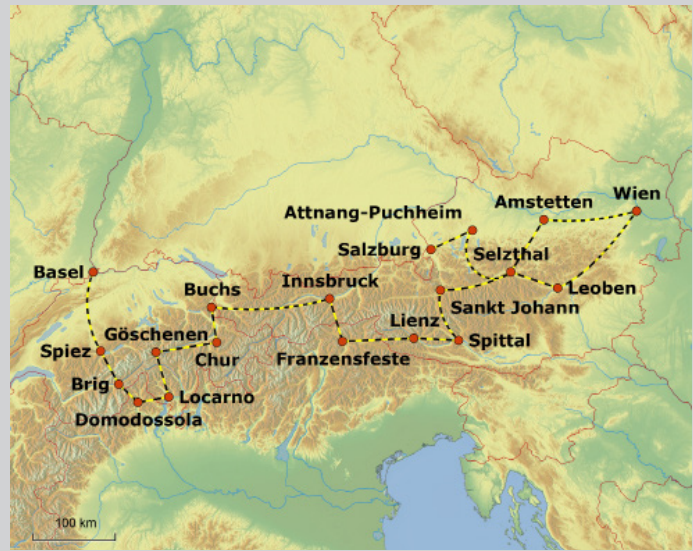 Wien
Amstetten
Attnang-Puchheim
Salzburg
Selzthal
Basel
Innsbruck
Buchs
Leoben
Sankt Johann
Göschenen
Lienz
Spittal
Spiez
Chur
Franzensfeste
Brig
Locarno
Domodossola
100 km